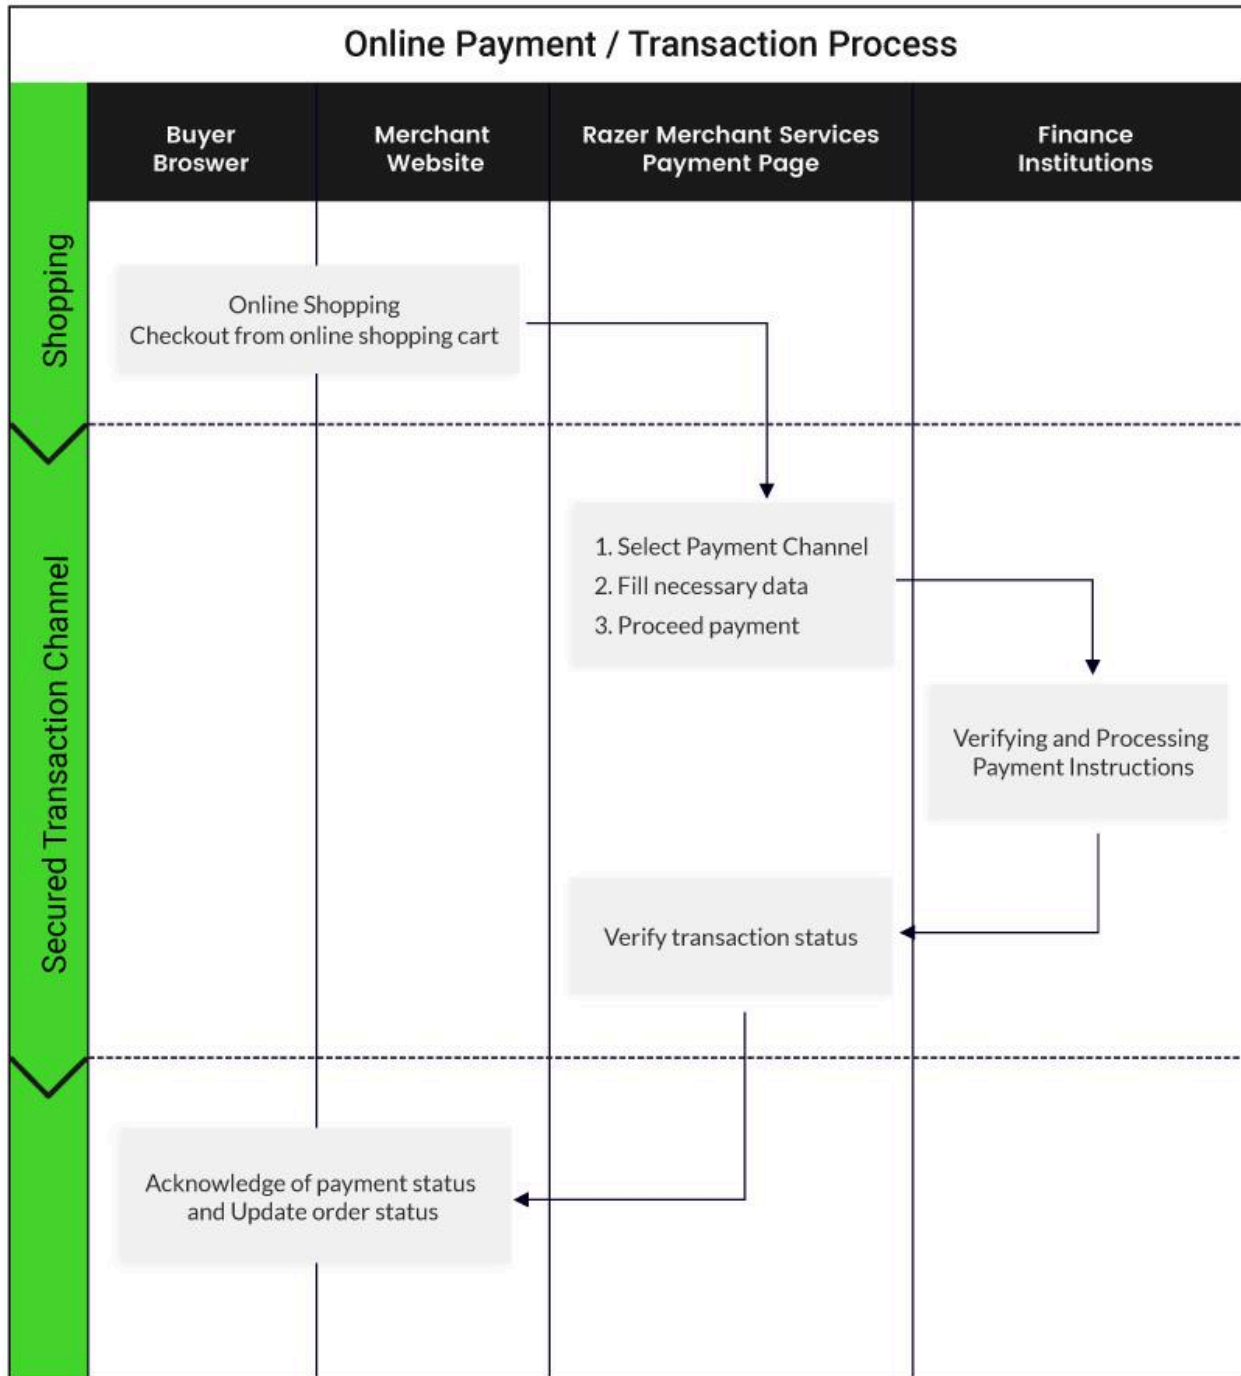 Online Payment / Transaction Process
Buyer
Broswer
Merchant
Website
Razer Merchant Services
Payment Page
Finance
Institutions
Shopping
Online Shopping
Checkout from online shopping cart
Secured Transaction Channel
1. Select Payment Channel
2. Fill necessary data
3. Proceed payment
Verifying and Processing
Payment Instructions
Verify transaction status
Acknowledge of payment status
and Update order status